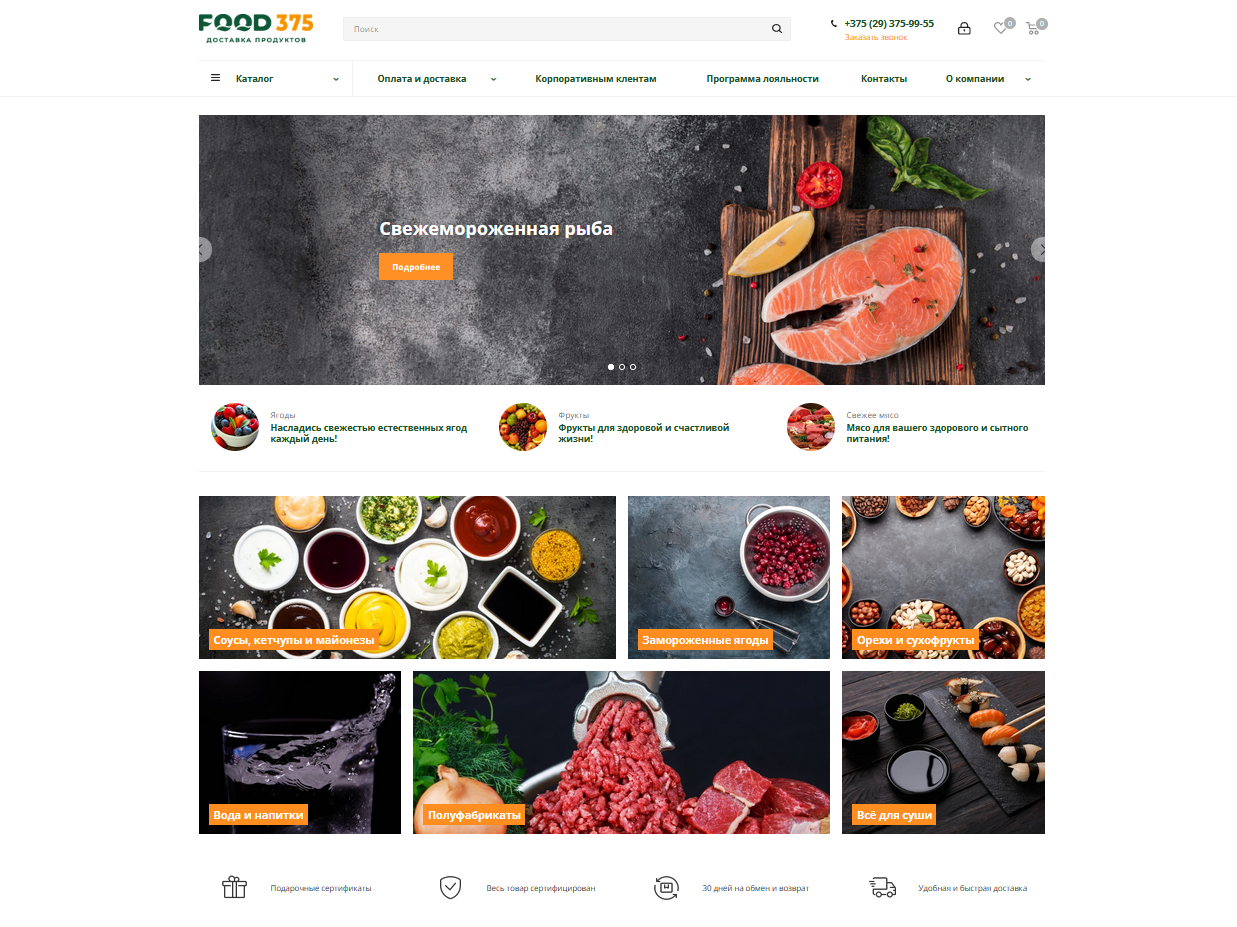 FOOD 375
ДОСТАВКА ПРОДУКТОВ
Поиск
+375 (29) 375-99-55
Заказать звонок
0
0
Каталог
Оплата и доставка
Корпоративным клентам
Программа лояльности
Контакты
О компании
Свежемороженная рыба
Подробнее
Ягоды
Насладись свежестью естественных ягод
каждый день!
Фрукты
Фрукты для здоровой и счастливой
жизни!
Свежее мясо
Мясо для вашего здорового и сытного
питания!
Соусы, кетчупы и майонезы
Замороженные ягоды
Орехи и сухофрукты
Вода и напитки
Полуфабрикаты
Всё для суши
Подарочные сертификаты
Весь товар сертифицирован
30 дней на обмен и возврат
Удобная и быстрая доставка